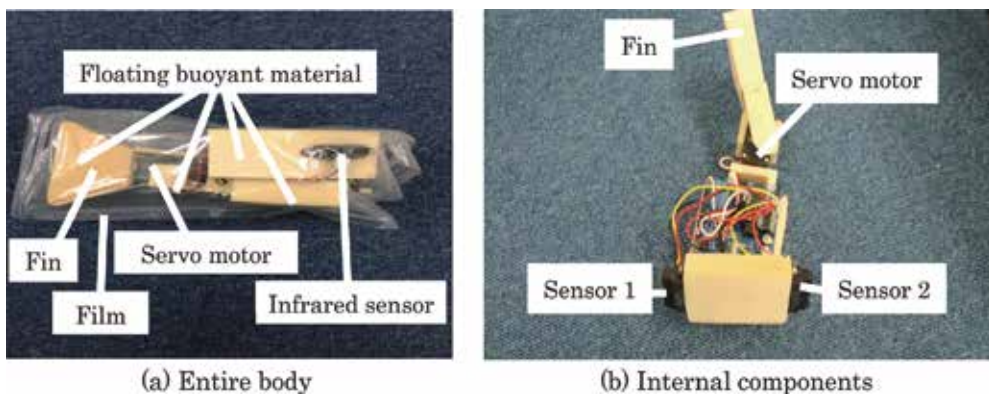 Floating buoyant material
Fin
Servo motor
Film
Infrared sensor
(a) Entire body
Fin
Servo motor
Sensor 1
Sensor 2
(b) Internal components